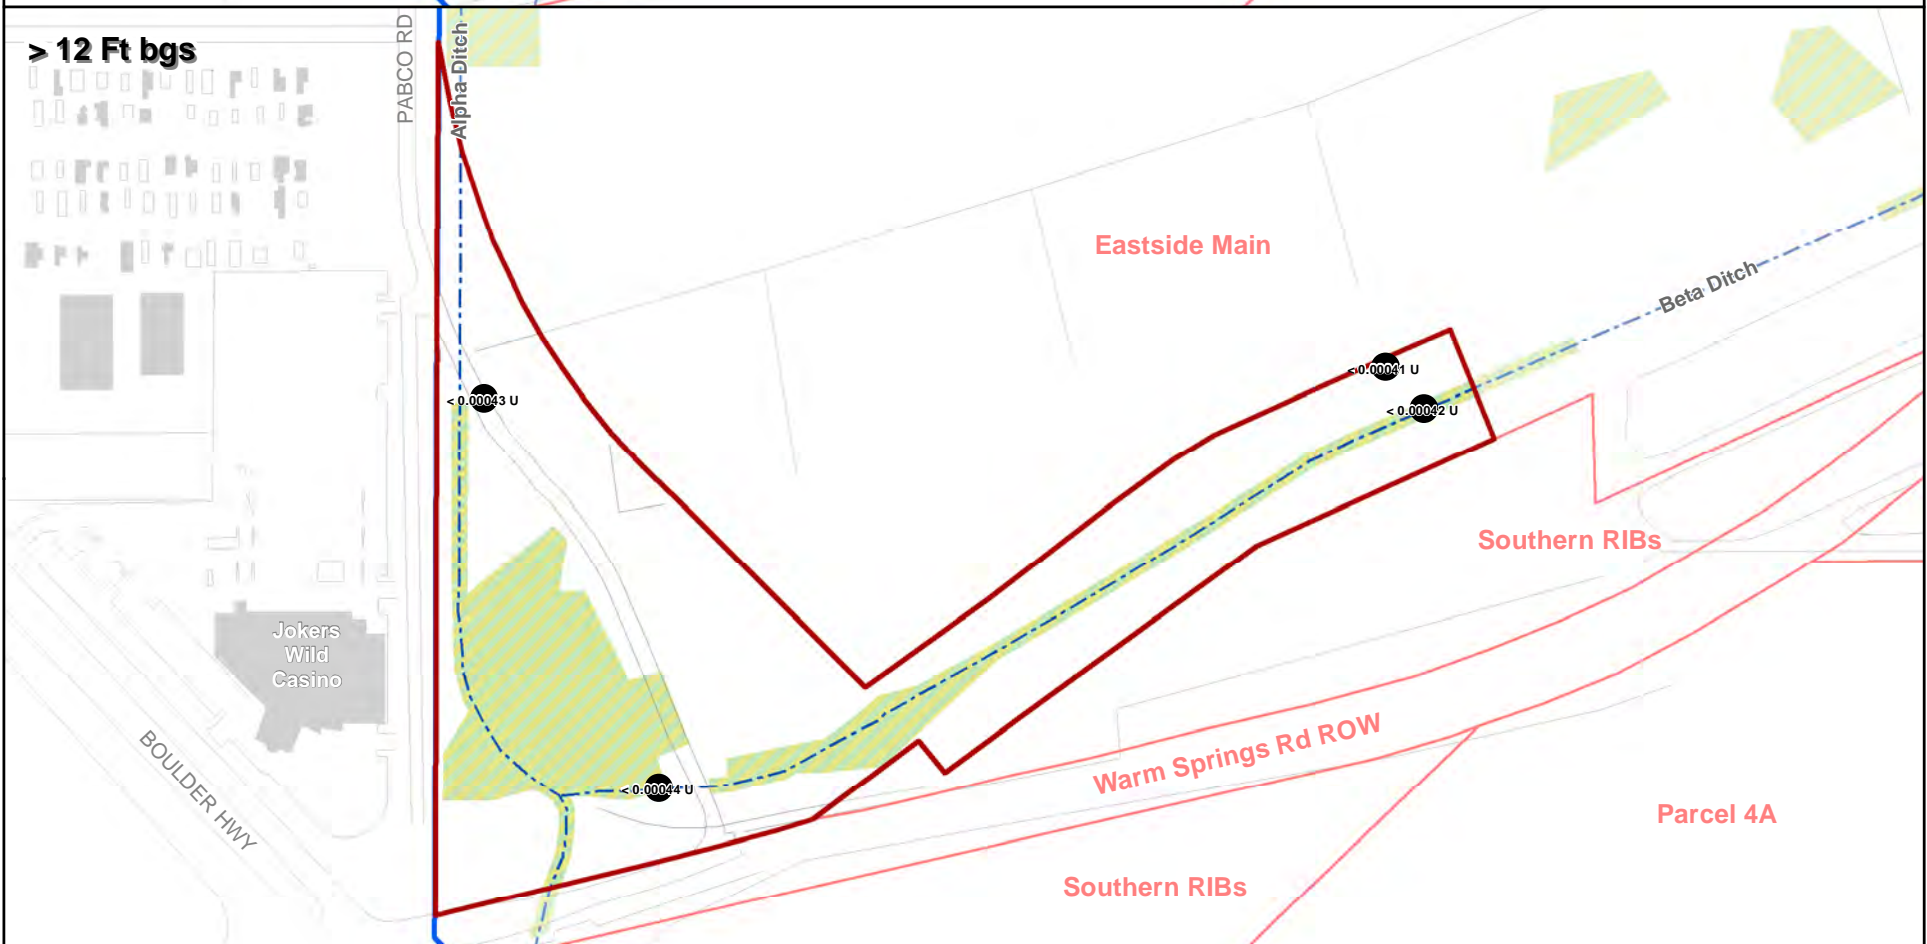 > 12 Ft bgs
PABCO RD
Alpha Ditch
Eastside Main
Beta Ditch
< 0.00041 U
< 0.00043 U
< 0.00042 U
Southern RIBs
Jokers
Wild
Casino
BOULDER HWY
Warm Springs Rd ROW
< 0.00044 U
Parcel 4A
Southern RIBs